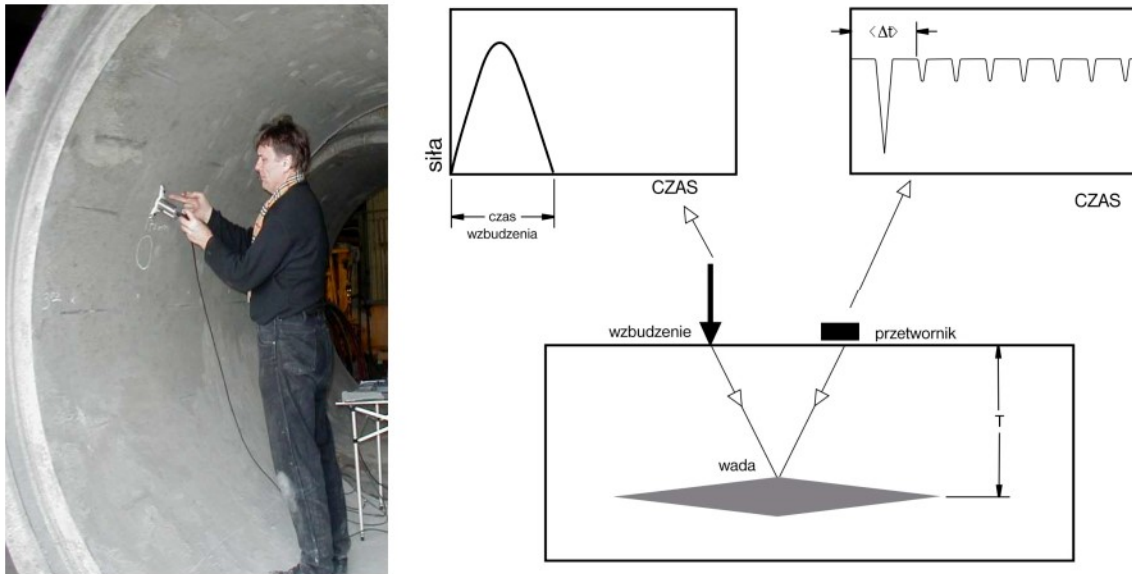 <Δt>
siła
CZAS
CZAS
czas
wzbudzenia
wzbudzenie
przetwornik
T
wada